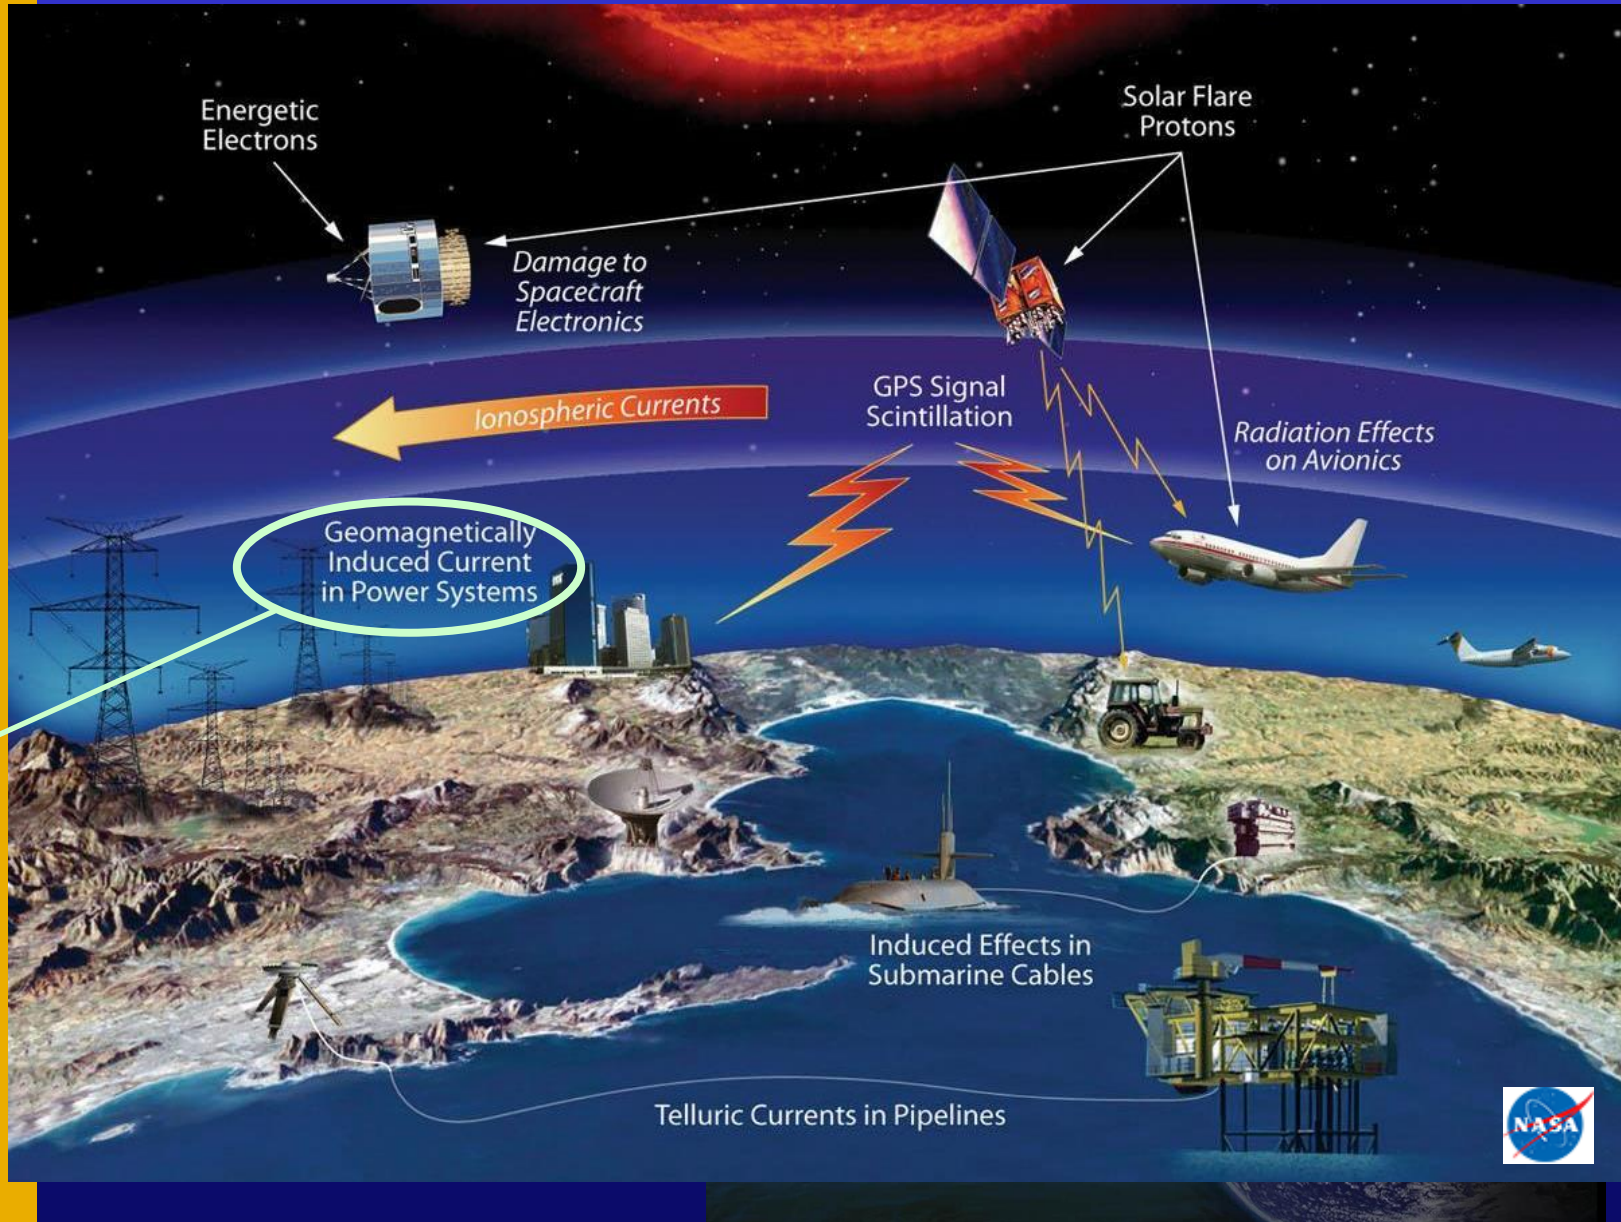 Energetic
Electrons
Solar Flare
Protons
Damage to
Spacecraft
Electronics
GPS Signal
Scintillation
Ionospheric Currents
Radiation Effects
on Avionics
Geomagnetically
Induced Current
in Power Systems
Induced Effects in
Submarine Cables
Telluric Currents in Pipelines
NASA